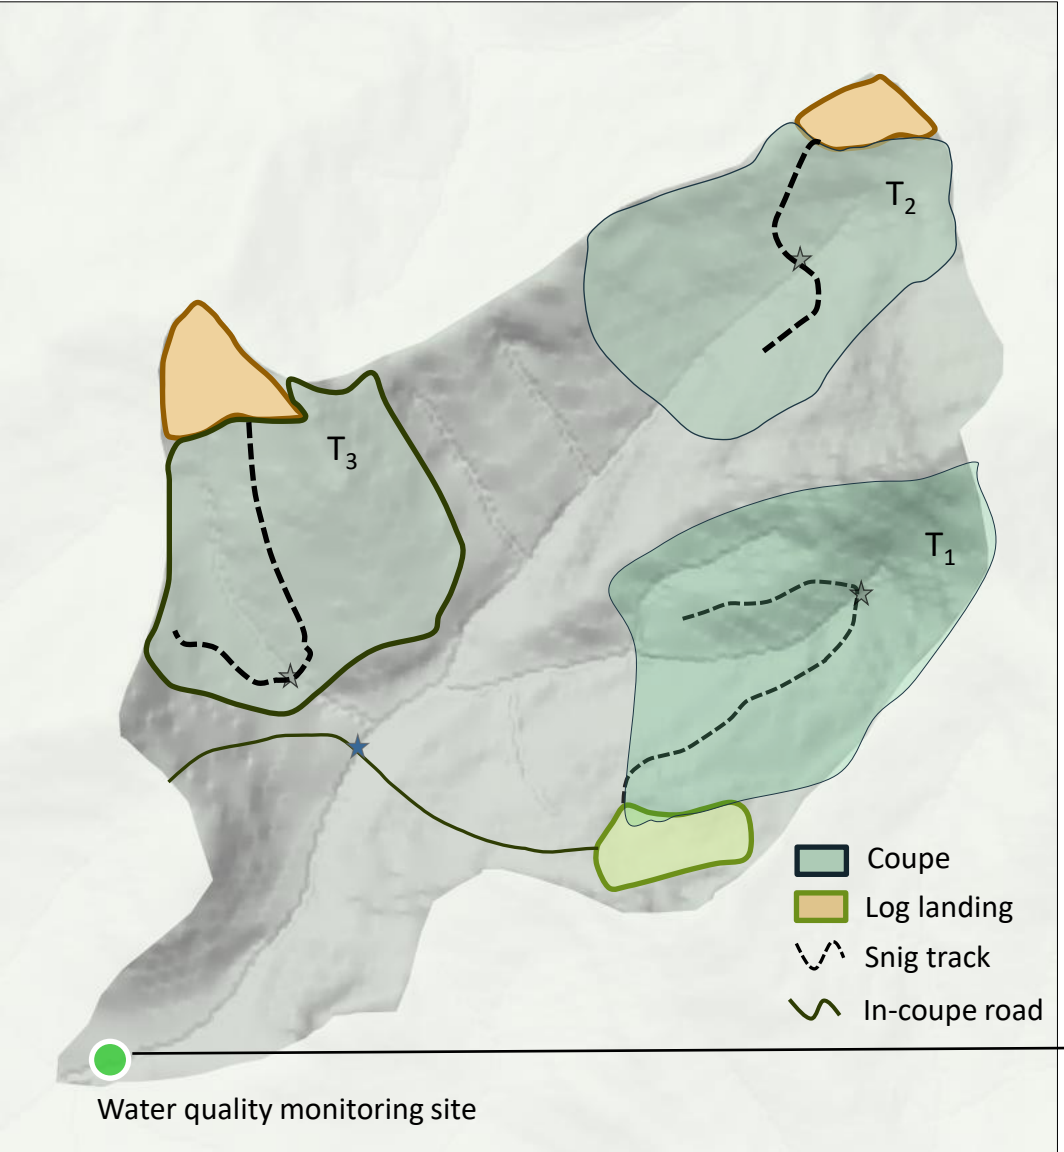 T2
T3
T1
Coupe
Log landing
Snig track
In-coupe road
Water quality monitoring site